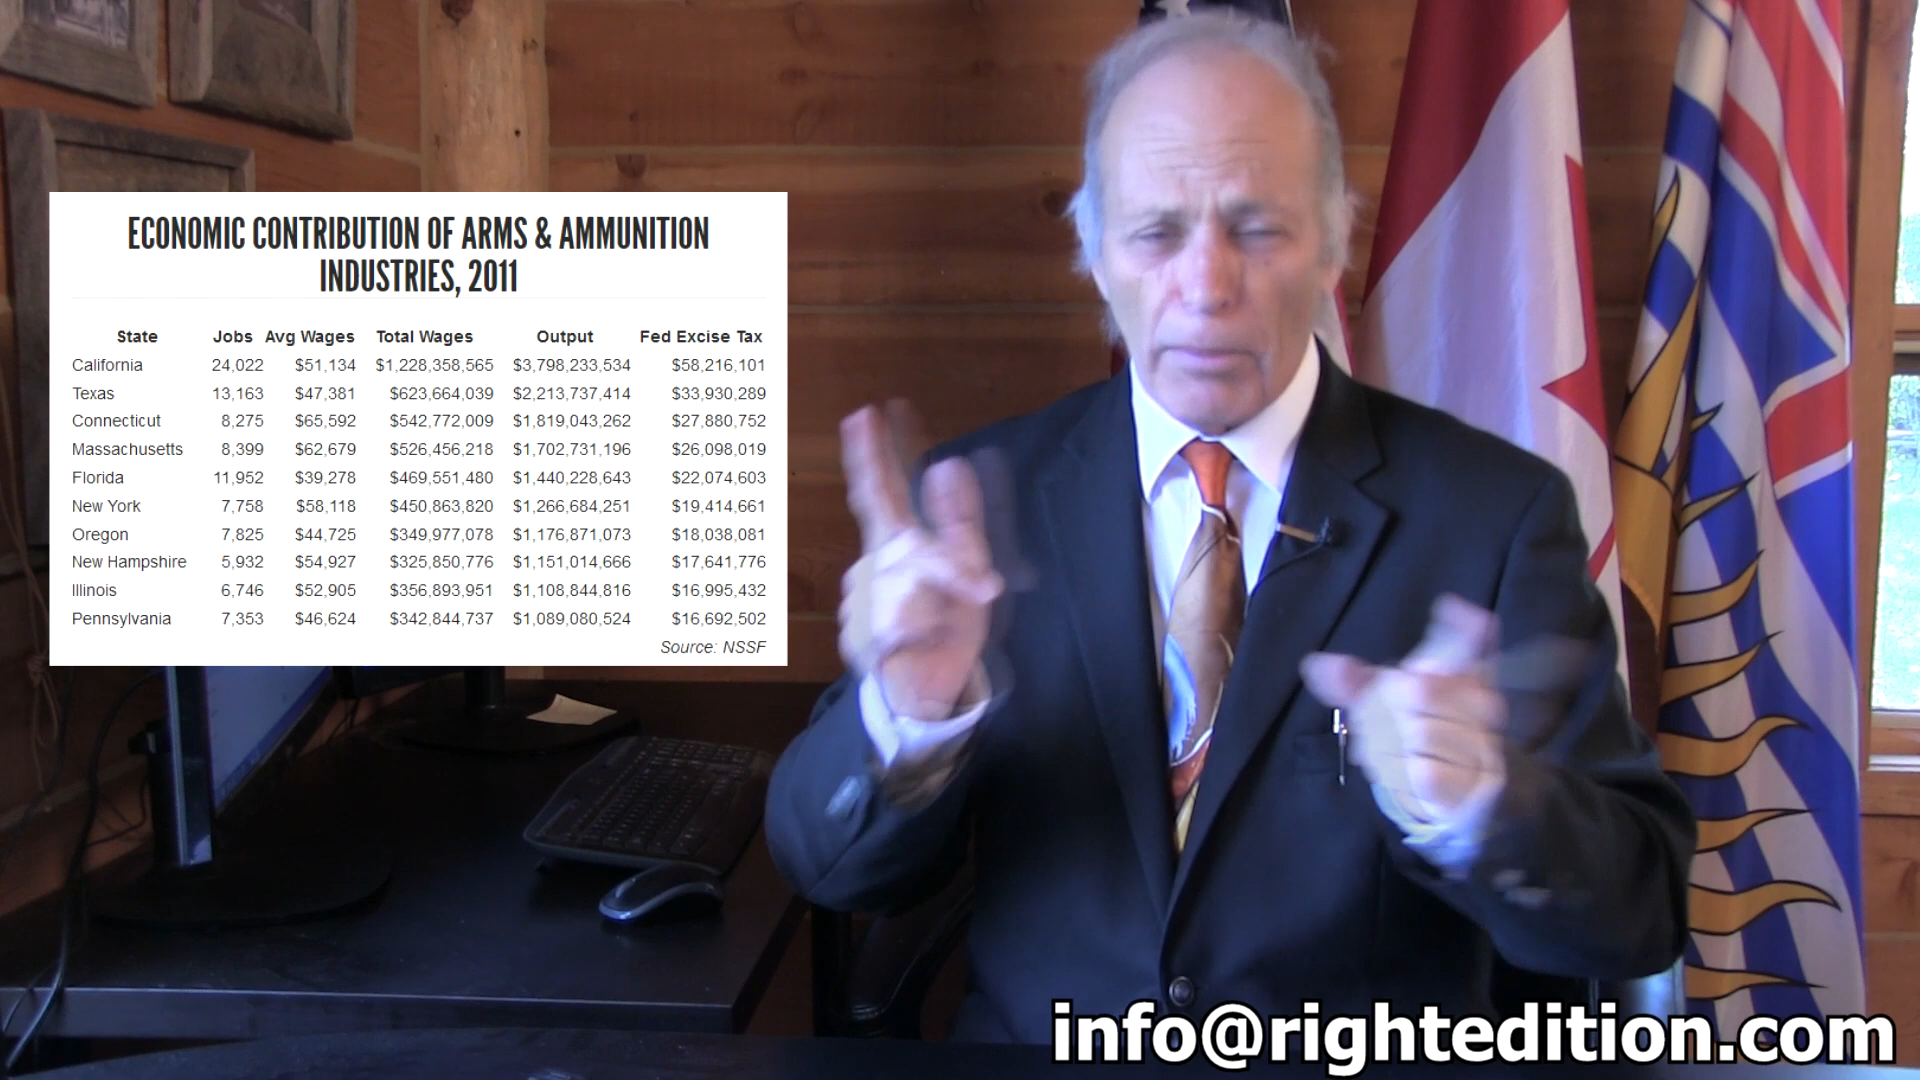 ECONOMIC CONTRIBUTION OF ARMS & AMMUNITION
INDUSTRIES, 2011
State Jobs Avg Wages Total Wages Output Fed Excise Tax
California 24,022 $51,134 $1,228,358,565 $3,798,233,534 $58,216,101
Texas 13,163 $47,381 $623,664,039 $2,213,737,414 $33,930,289
Connecticut 8,275 $65,592 $542,772,009 $1,819,043,262 $27,880,752
Massachusetts 8,399 $62,679 $526,456,218 $1,702,731,196 $26,098,019
Florida 11,952 $39,278 $469,551,480 $1,440,228,643 $22,074,603
New York 7,758 $58,118 $450,863,820 $1,266,684,251 $19,414,661
Oregon 7,825 $44,725 $349,977,078 $1,176,871,073 $18,038,081
New Hampshire 5,932 $54,927 $325,850,776 $1,151,014,666 $17,641,776
Illinois 6,746 $52,905 $356,893,951 $1,108,844,816 $16,995,432
Pennsylvania 7,353 $46,624 $342,844,737 $1,089,080,524 $16,692,502
Source: NSSF
info@rightedition.com